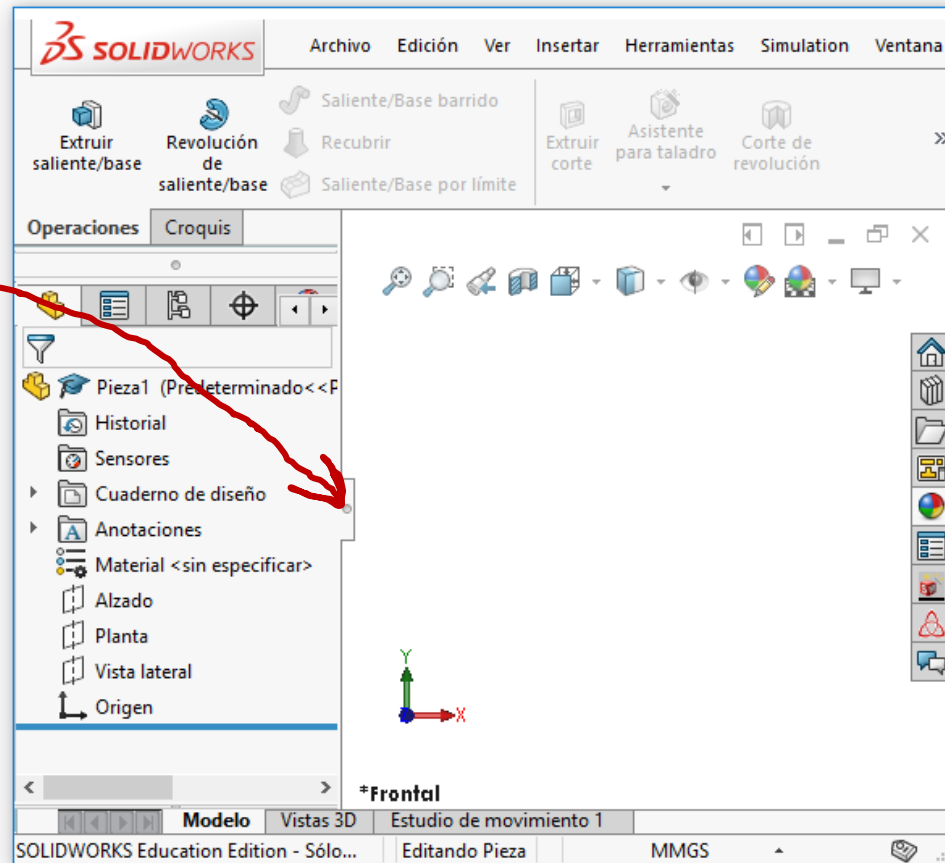 SOLIDWORKS Archivo Edición Ver Insertar Herramientas Simulation Ventana
Extruir saliente/base
Revolución de saliente/base
Saliente/Base barrido
Recubrir
Saliente/Base por límite
Extruir corte
Asistente para taladro
Corte de revolución
Operaciones Croquis
Pieza1 (Predeterminado<<P
Historial
Sensores
Cuaderno de diseño
A Anotaciones
Material <sin especificar>
Alzado
Planta
Vista lateral
Origen
Y
X
*Frontal
Modelo Vistas 3D Estudio de movimiento 1
SOLIDWORKS Education Edition - Sólo... Editando Pieza MMGS